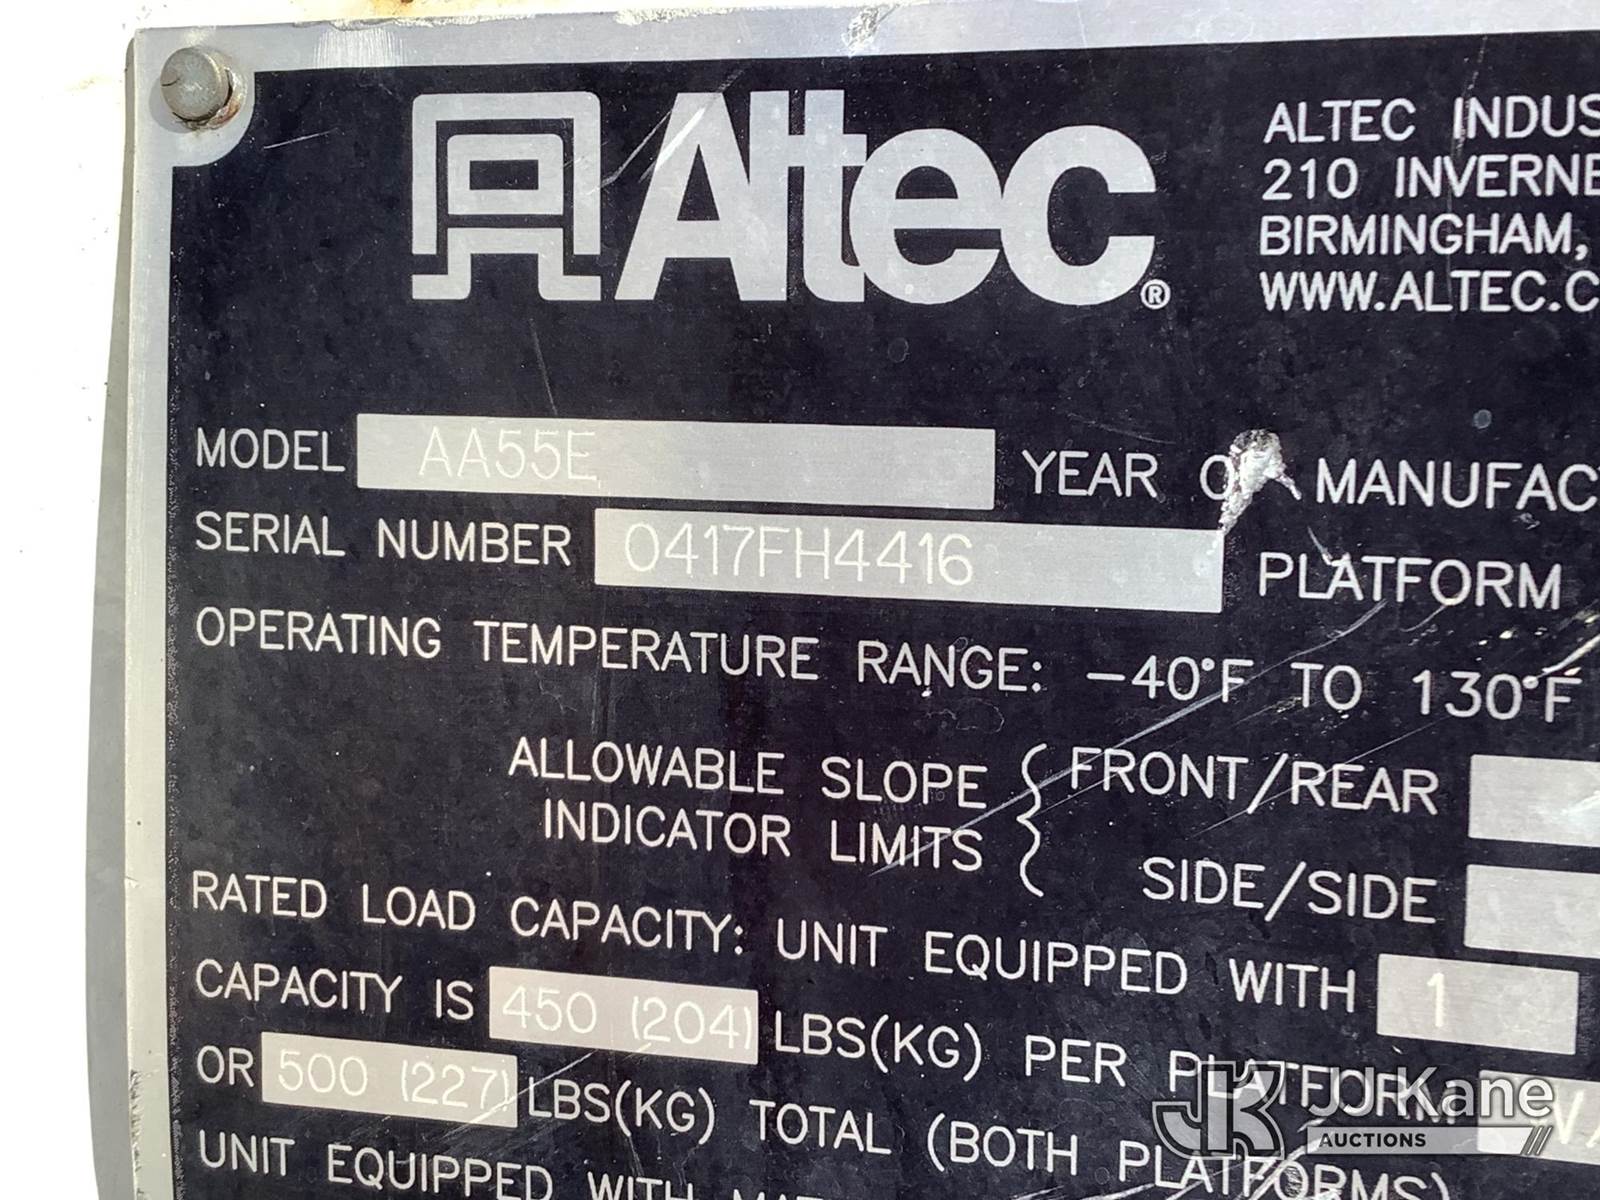 Altec®
ALTEC INDUS
210 INVERNE
BIRMINGHAM,
WWW.ALTEC.C
MODEL AA55E YEAR OF MANUFAC
SERIAL NUMBER 0417FH4416 PLATFORM
OPERATING TEMPERATURE RANGE: -40°F TO 130°F
ALLOWABLE SLOPE
INDICATOR LIMITS
FRONT/REAR
SIDE/SIDE
RATED LOAD CAPACITY: UNIT EQUIPPED WITH 1
CAPACITY IS 450 (204) LBS(KG) PER PLATFORM
OR 500 (227) LBS(KG) TOTAL (BOTH PLATFORMS)
UNIT EQUIPPED WITH MAT
JJ Kane
AUCTIONS